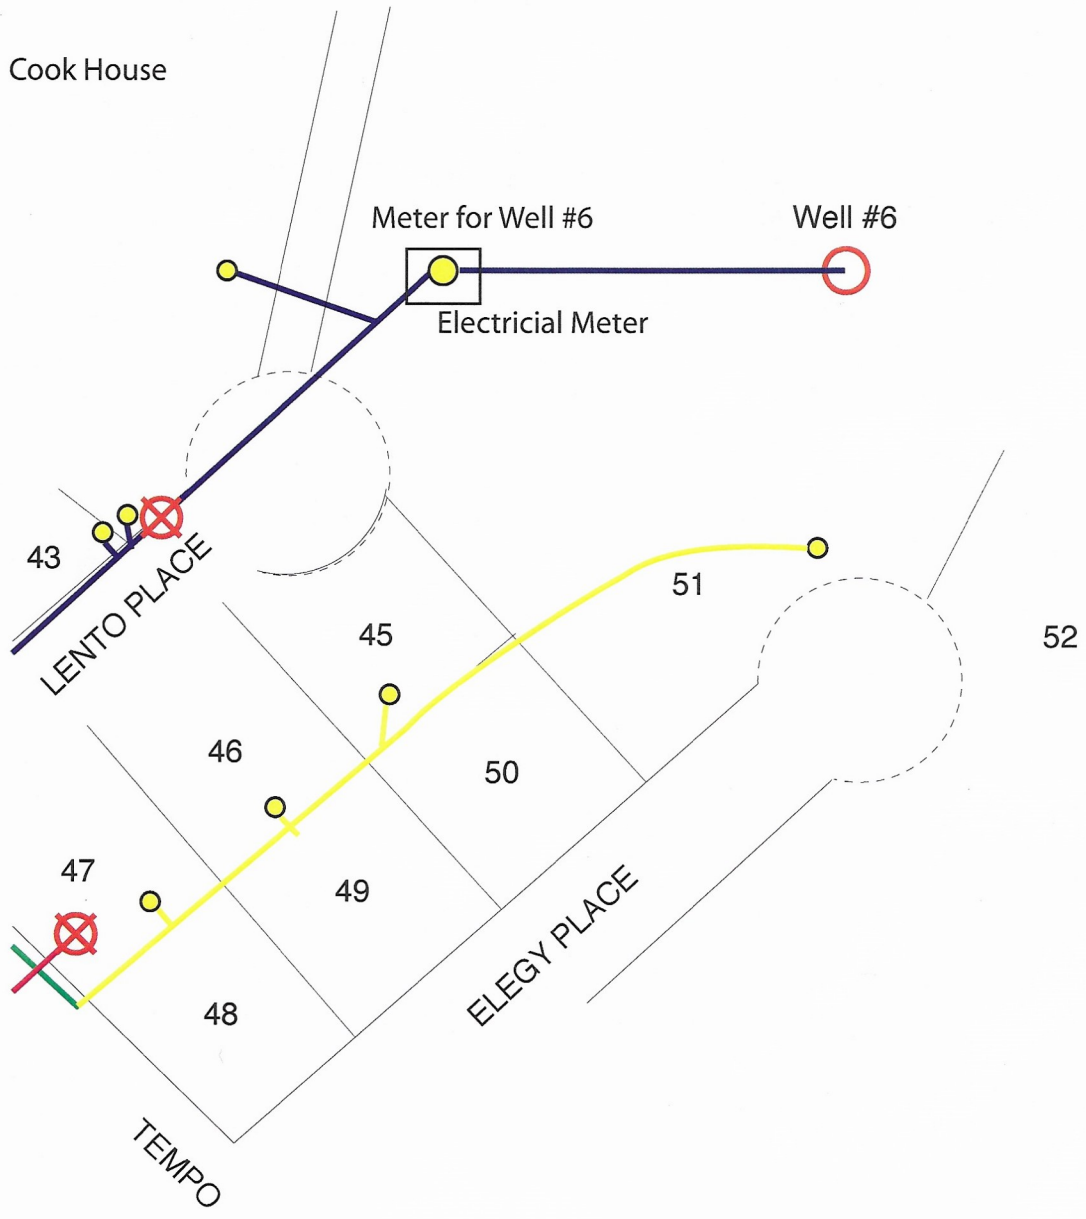 Cook House
Meter for Well #6
Well #6
Electricial Meter
43
LENTO PLACE
45
51
52
46
50
47
49
48
ELEGY PLACE
TEMPO